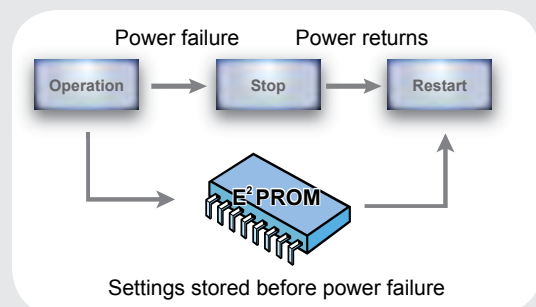 Power failure Power returns
Operation Stop Restart
E²PROM
Settings stored before power failure